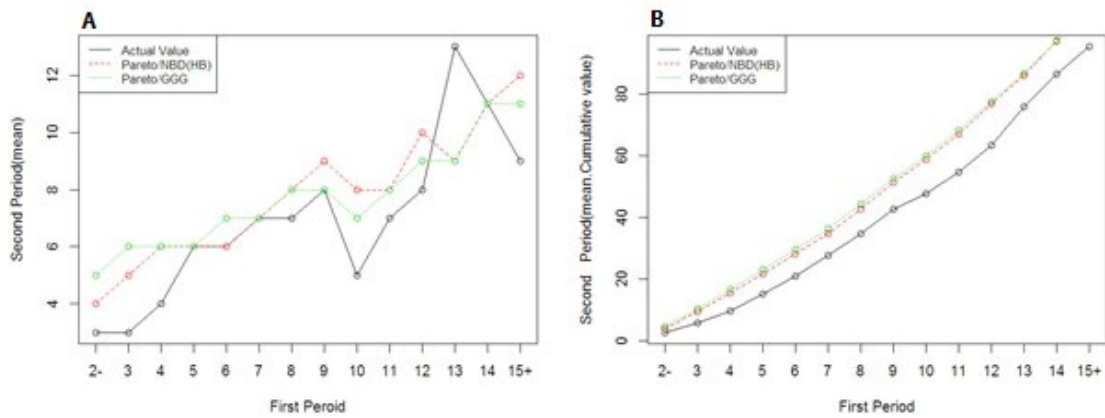 A
Actual Value
Pareto/NBD(HB)
Pareto/GGG
Second Period(mean)
12
10
8
6
4
2- 3 4 5 6 7 8 9 10 11 12 13 14 15+
First Peroid
B
Actual Value
Pareto/NBD(HB)
Pareto/GGG
Second Period(mean.Cumulative value)
80
60
40
20
0
2- 3 4 5 6 7 8 9 10 11 12 13 14 15+
First Period